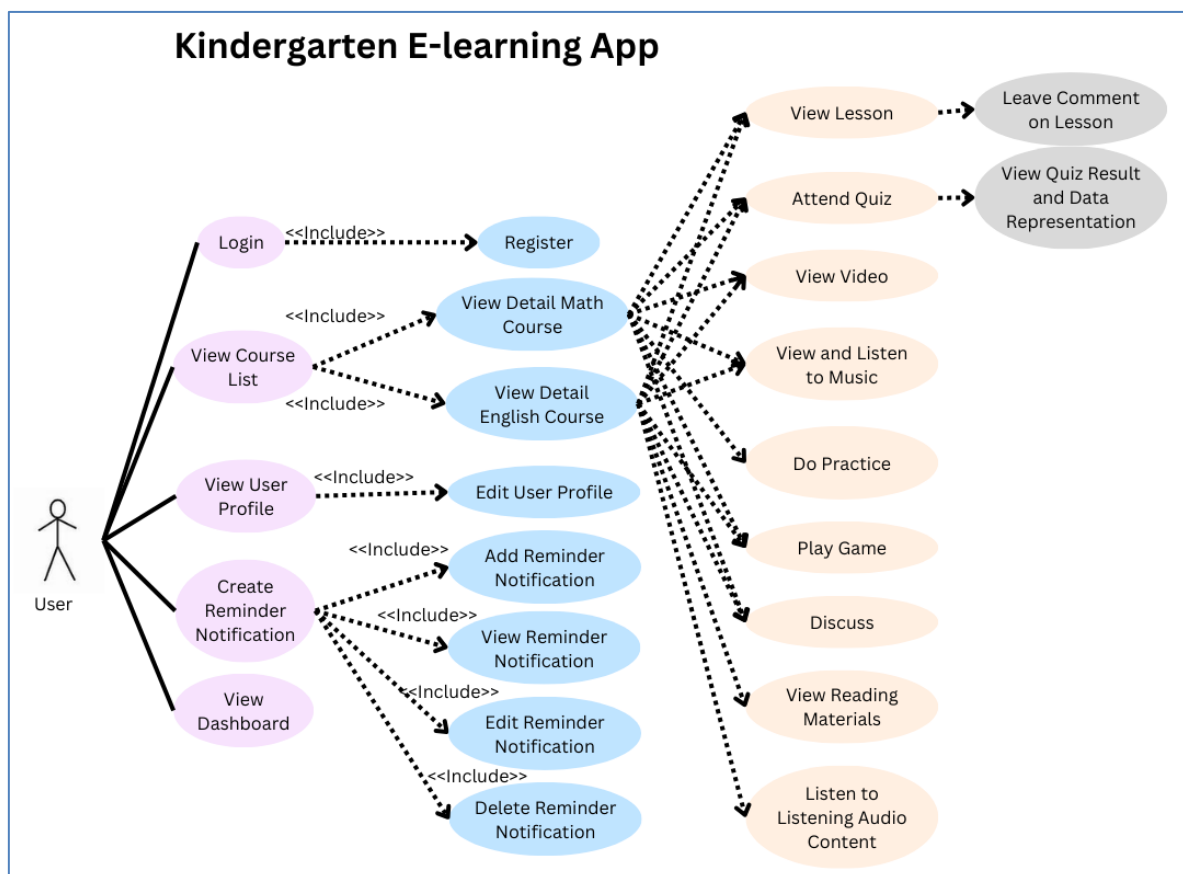 Kindergarten E-learning App
View Lesson
Leave Comment
on Lesson
Attend Quiz
View Quiz Result
and Data
Representation
Login
<<Include>>
Register
View Video
<<Include>>
View Detail Math
Course
View Course
List
View and Listen
to Music
<<Include>>
View Detail
English Course
Do Practice
View User
Profile
<<Include>>
Edit User Profile
Play Game
<<Include>>
Add Reminder
Notification
Create
Reminder
Notification
User
<<Include>>
View Reminder
Notification
Discuss
View
Dashboard
<<Include>>
Edit Reminder
Notification
View Reading
Materials
<<Include>>
Delete Reminder
Notification
Listen to
Listening Audio
Content